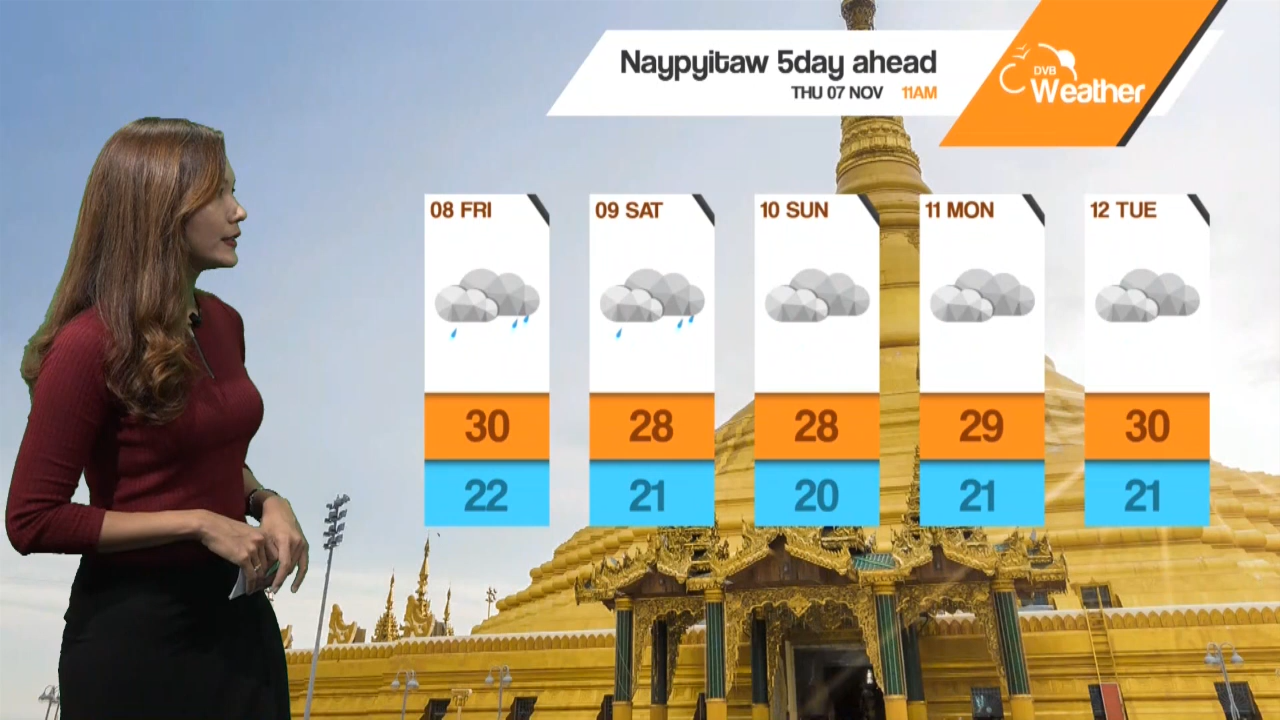 Naypyitaw 5day ahead
THU 07 NOV 11AM
DVB
Weather
08 FRI
09 SAT
10 SUN
11 MON
12 TUE
30
28
28
29
30
22
21
20
21
21